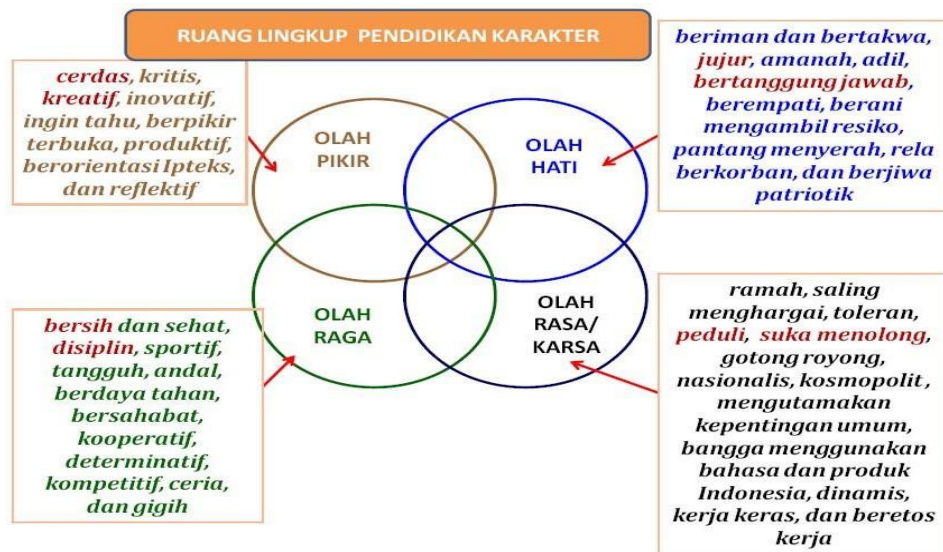 RUANG LINGKUP PENDIDIKAN KARAKTER
cerdas, kritis,
kreatif, inovatif,
ingin tahu, berpikir
terbuka, produktif,
berorientasi Ipteks,
dan reflektif
OLAH
PIKIR
OLAH
HATI
beriman dan bertakwa,
jujur, amanah, adil,
bertanggung jawab,
berempati, berani
mengambil resiko,
pantang menyerah, rela
berkorban, dan berjiwa
patriotik
bersih dan sehat,
disiplin, sportif,
tangguh, andal,
berdaya tahan,
bersahabat,
kooperatif,
determinatif,
kompetitif, ceria,
dan gigih
OLAH
RAGA
OLAH
RASA/
KARSA
ramah, saling
menghargai, toleran,
peduli, suka menolong,
gotong royong,
nasionalis, kosmopolit ,
mengutamakan
kepentingan umum,
bangga menggunakan
bahasa dan produk
Indonesia, dinamis,
kerja keras, dan beretos
kerja